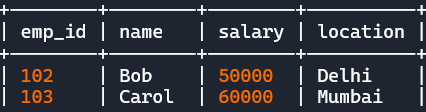 +--------+--------+--------+----------+
| emp_id | name   | salary | location |
+--------+--------+--------+----------+
| 102    | Bob    | 50000  | Delhi    |
| 103    | Carol  | 60000  | Mumbai   |